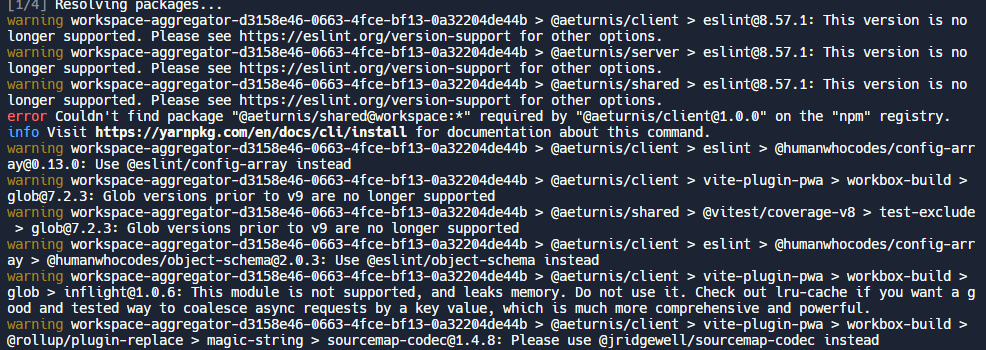 [1/4] Resolving packages...
warning workspace-aggregator-d3158e46-0663-4fce-bf13-0a32204de44b > @aeturnis/client > eslint@8.57.1: This version is no
longer supported. Please see https://eslint.org/version-support for other options.
warning workspace-aggregator-d3158e46-0663-4fce-bf13-0a32204de44b > @aeturnis/server > eslint@8.57.1: This version is no
longer supported. Please see https://eslint.org/version-support for other options.
warning workspace-aggregator-d3158e46-0663-4fce-bf13-0a32204de44b > @aeturnis/shared > eslint@8.57.1: This version is no
longer supported. Please see https://eslint.org/version-support for other options.
error Couldn't find package "@aeturnis/shared@workspace:*" required by "@aeturnis/client@1.0.0" on the "npm" registry.
info Visit https://yarnpkg.com/en/docs/cli/install for documentation about this command.
warning workspace-aggregator-d3158e46-0663-4fce-bf13-0a32204de44b > @aeturnis/client > eslint > @humanwhocodes/config-arr
ay@0.13.0: Use @eslint/config-array instead
warning workspace-aggregator-d3158e46-0663-4fce-bf13-0a32204de44b > @aeturnis/client > vite-plugin-pwa > workbox-build >
glob@7.2.3: Glob versions prior to v9 are no longer supported
warning workspace-aggregator-d3158e46-0663-4fce-bf13-0a32204de44b > @aeturnis/shared > @vitest/coverage-v8 > test-exclude
 > glob@7.2.3: Glob versions prior to v9 are no longer supported
warning workspace-aggregator-d3158e46-0663-4fce-bf13-0a32204de44b > @aeturnis/client > eslint > @humanwhocodes/config-arr
ay > @humanwhocodes/object-schema@2.0.3: Use @eslint/object-schema instead
warning workspace-aggregator-d3158e46-0663-4fce-bf13-0a32204de44b > @aeturnis/client > vite-plugin-pwa > workbox-build >
glob > inflight@1.0.6: This module is not supported, and leaks memory. Do not use it. Check out lru-cache if you want a g
ood and tested way to coalesce async requests by a key value, which is much more comprehensive and powerful.
warning workspace-aggregator-d3158e46-0663-4fce-bf13-0a32204de44b > @aeturnis/client > vite-plugin-pwa > workbox-build >
@rollup/plugin-replace > magic-string > sourcemap-codec@1.4.8: Please use @jridgewell/sourcemap-codec instead